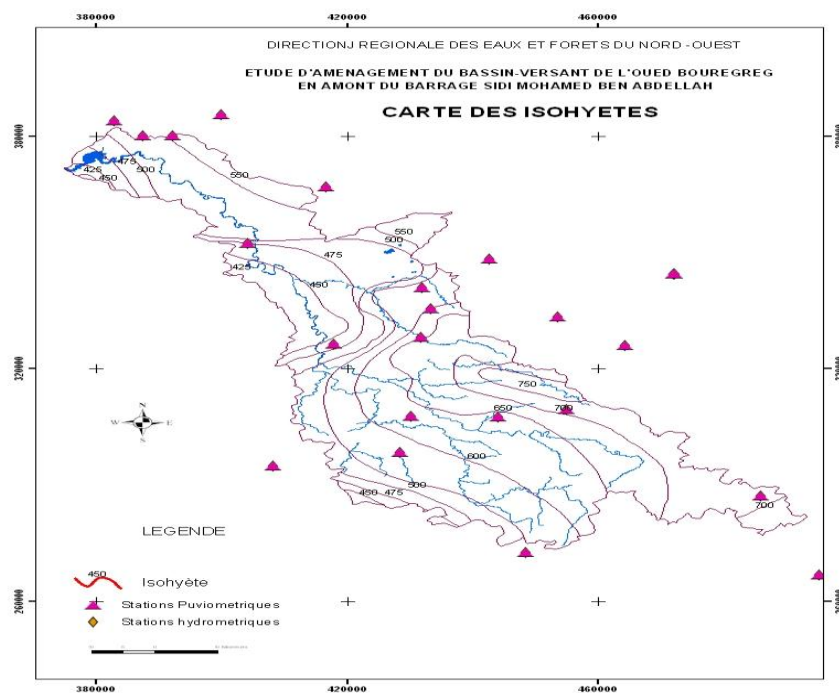 380000 420000 460000
DIRECTIONJ REGIONALE DES EAUX ET FORETS DU NORD -OUEST
ETUDE D'AMENAGEMENT DU BASSIN-VERSANT DE L'OUED BOUREGREG
EN AMONT DU BARRAGE SIDI MOHAMED BEN ABDELLAH
CARTE DES ISOHYETES
380000
425 475 500
450
550
550
500
475
425
450
320000
750
650 700
600
500
450 475
700
N
W E
S
LEGENDE
450
Isohyète
Stations Puviometriques
Stations hydrometriques
260000
380000 420000 460000